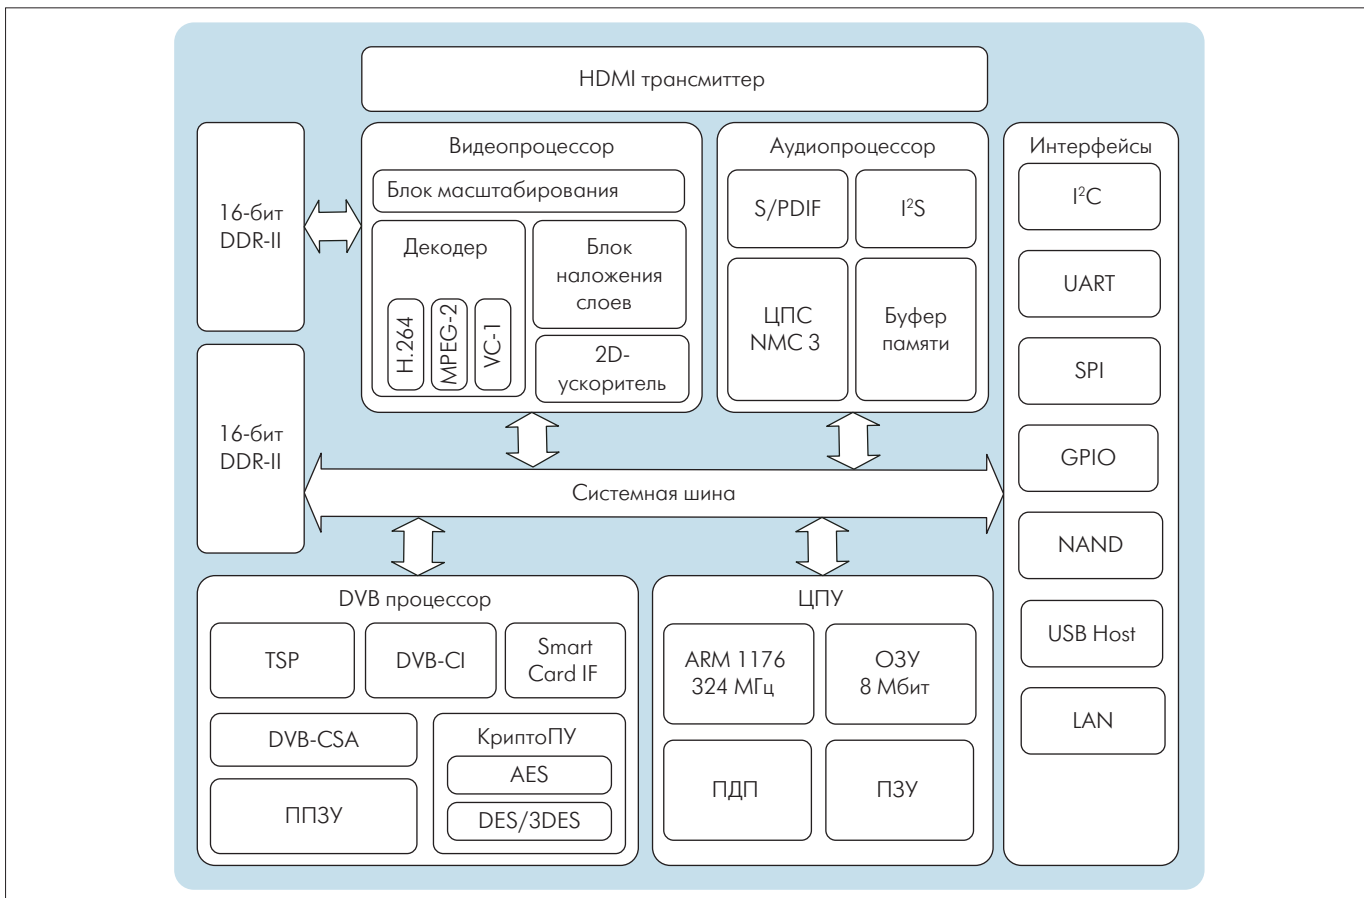 HDMI трансмиттер
16-бит
DDR-II
16-бит
DDR-II
Видеопроцессор
Блок масштабирования
Декодер
H.264
MPEG-2
VC-1
Блок
наложения
слоев
2D-
ускоритель
Аудиопроцессор
S/PDIF
I²S
ЦПС
NMC 3
Буфер
памяти
Интерфейсы
I²C
UART
SPI
GPIO
NAND
USB Host
LAN
Системная шина
DVB процессор
TSP
DVB-CI
Smart
Card IF
DVB-CSA
ППЗУ
КриптоПУ
AES
DES/3DES
ЦПУ
ARM 1176
324 МГц
ОЗУ
8 Мбит
ПДП
ПЗУ